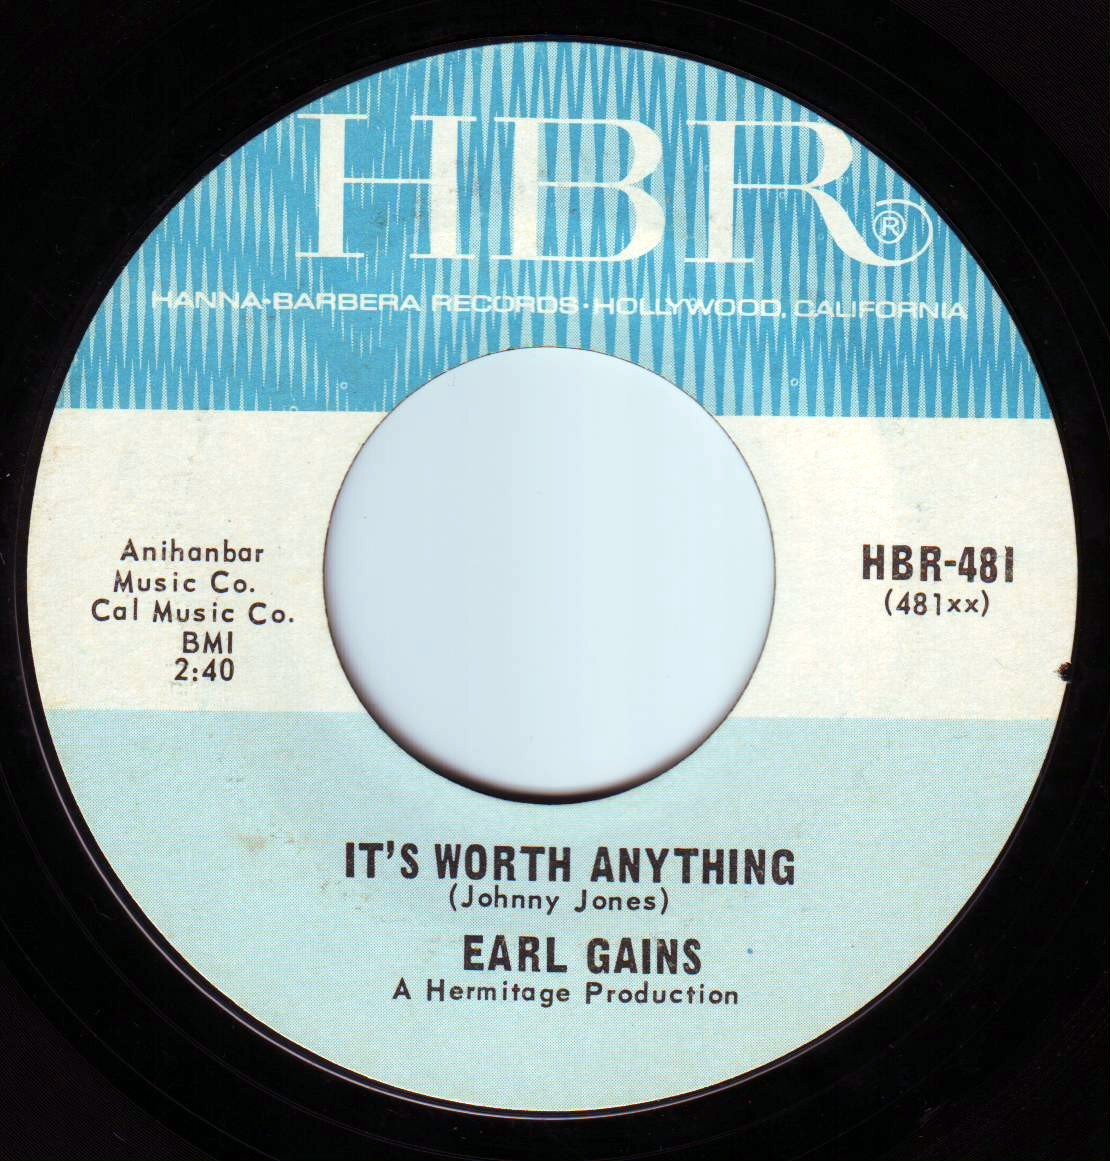 HBR®
HANNA-BARBERA RECORDS·HOLLYWOOD, CALIFORNIA
Anihanbar
Music Co.
Cal Music Co.
BMI
2:40
HBR-481
(481xx)
IT'S WORTH ANYTHING
(Johnny Jones)
EARL GAINS
A Hermitage Production